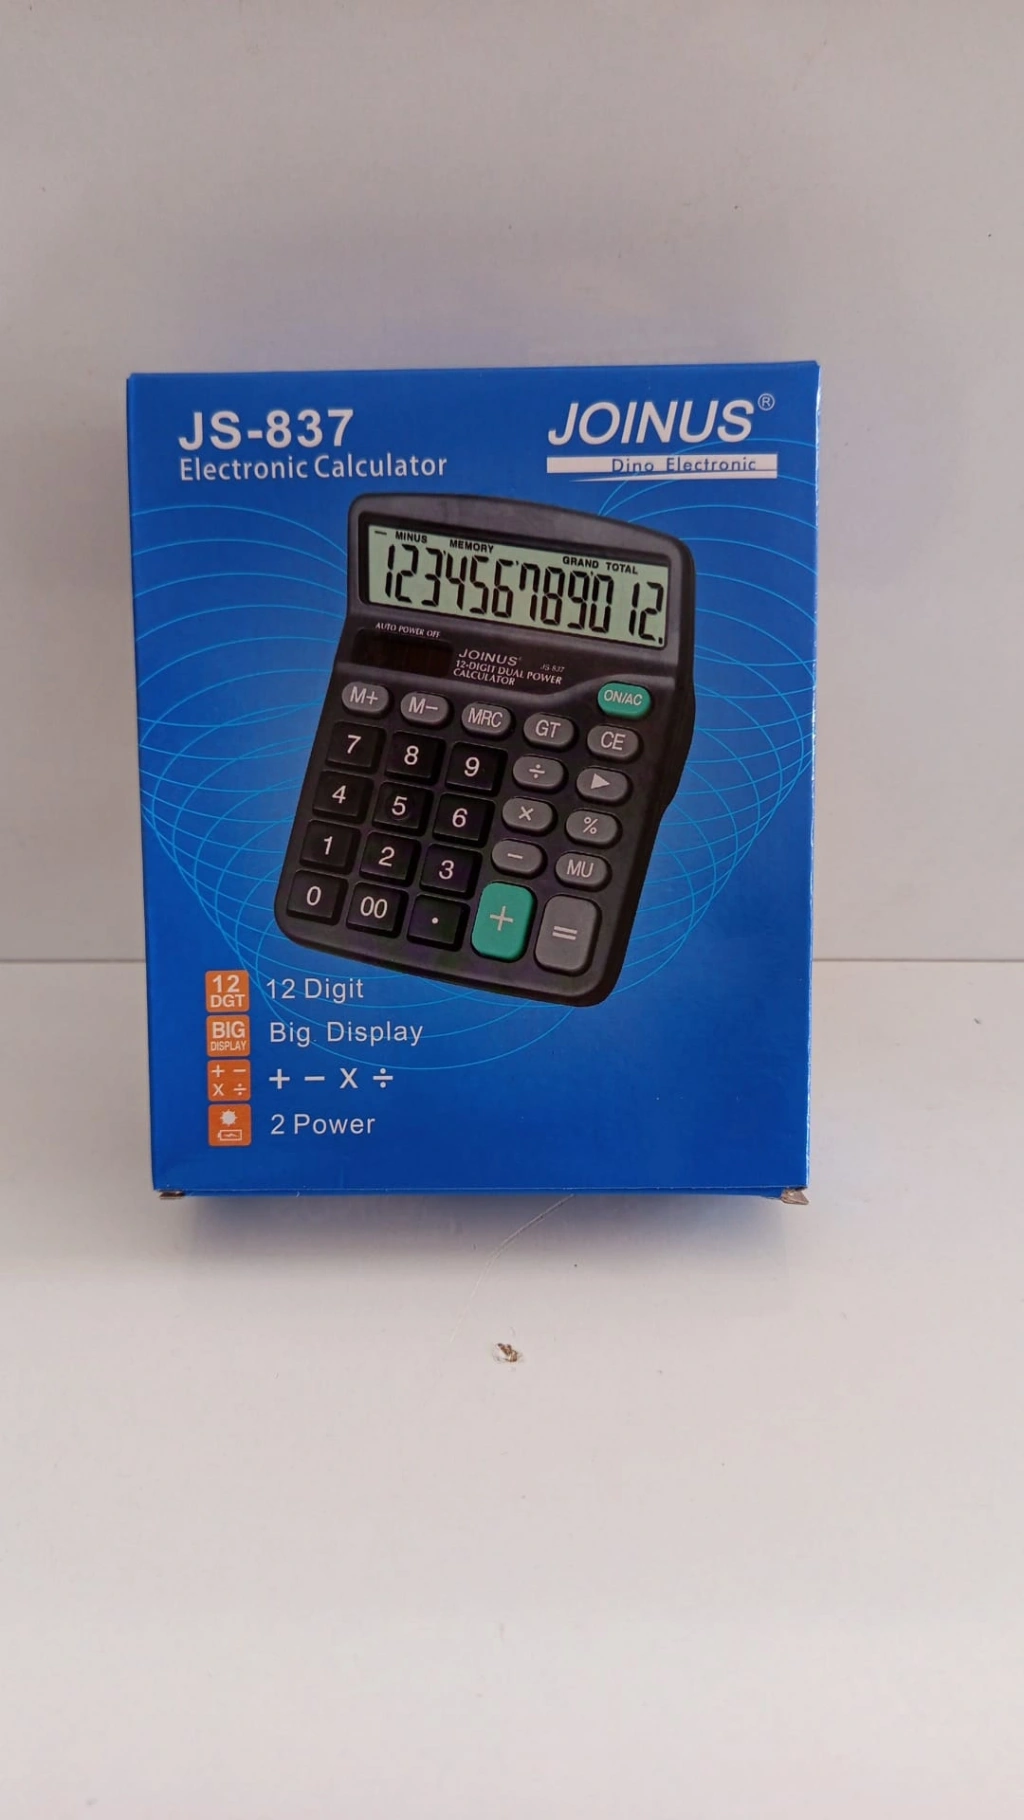 JS-837
Electronic Calculator
JOINUS®
Dino Electronic
— MINUS MEMORY GRAND TOTAL
123456789012.
AUTO POWER OFF
JOINUS JS-837
12-DIGIT DUAL POWER
CALCULATOR
ON/AC
M+ M− MRC GT CE
7 8 9 ÷ ▶
4 5 6 × %
1 2 3 − MU
0 00 . + =
12 DGT 12 Digit
BIG DISPLAY Big Display
+ − x ÷ + − x ÷
2 Power